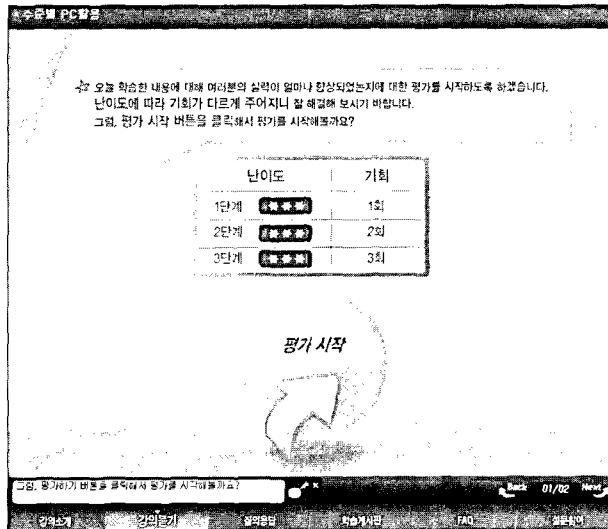 수준별 PC활용
오늘 학습한 내용에 대해 여러분의 실력이 얼마나 향상되었는지에 대한 평가를 시작하도록 하겠습니다.
난이도에 따라 기회가 다르게 주어지니 잘 해결해 보시기 바랍니다.
그럼, 평가 시작 버튼을 클릭해서 평가를 시작해볼까요?
난이도 기회
1단계 1회
2단계 2회
3단계 3회
평가 시작
그럼, 평가하기 버튼을 클릭해서 평가를 시작해볼까요?
Back 01/02 Next
강의소개 강의듣기 질의응답 학습게시판 FAQ 설문참여